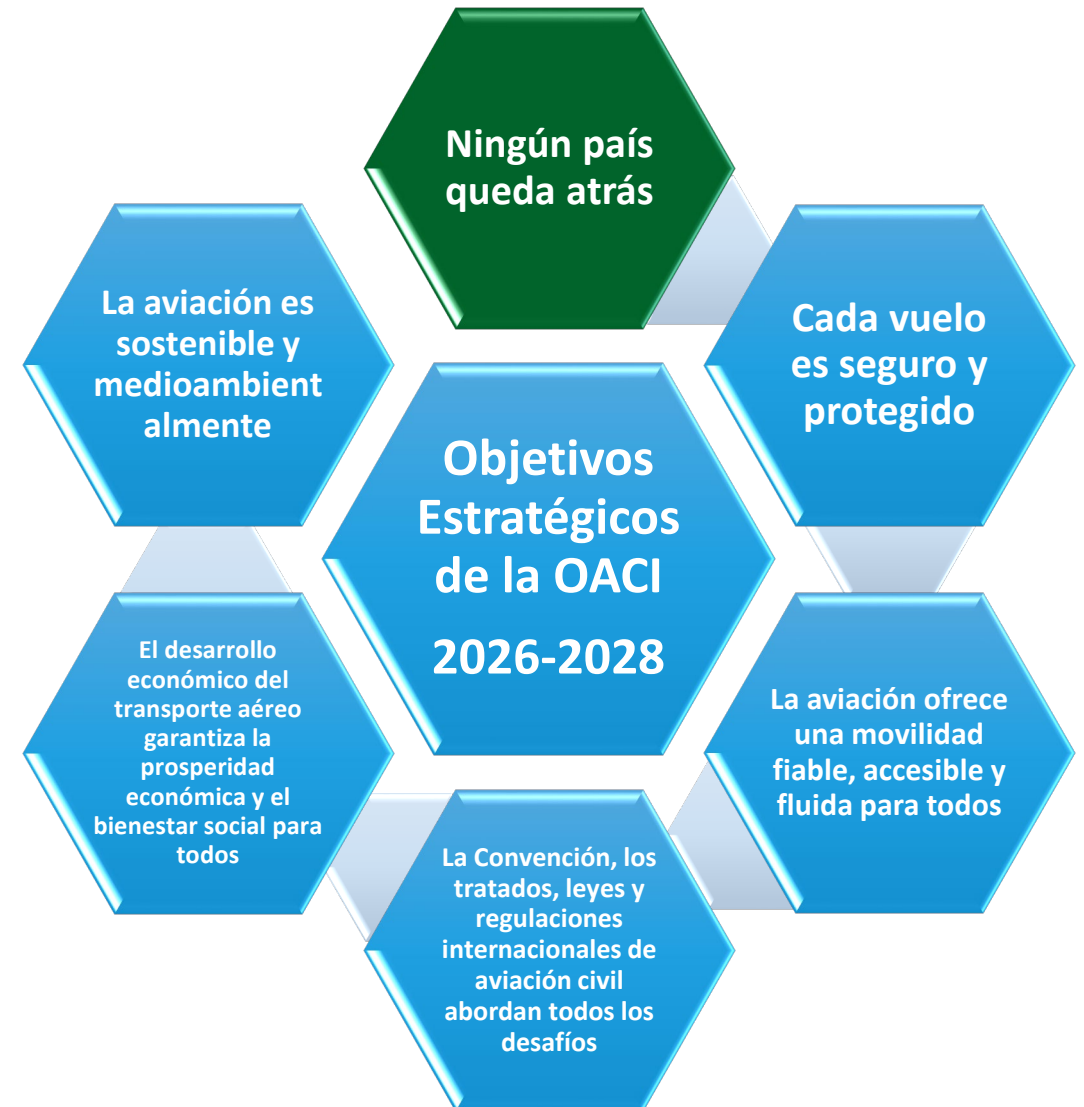 Ningún país
queda atrás
La aviación es
sostenible y
medioambient
almente
Cada vuelo
es seguro y
protegido
Objetivos
Estratégicos
de la OACI
2026-2028
El desarrollo
económico del
transporte aéreo
garantiza la
prosperidad
económica y el
bienestar social para
todos
La aviación ofrece
una movilidad
fiable, accesible y
fluida para todos
La Convención, los
tratados, leyes y
regulaciones
internacionales de
aviación civil
abordan todos los
desafíos